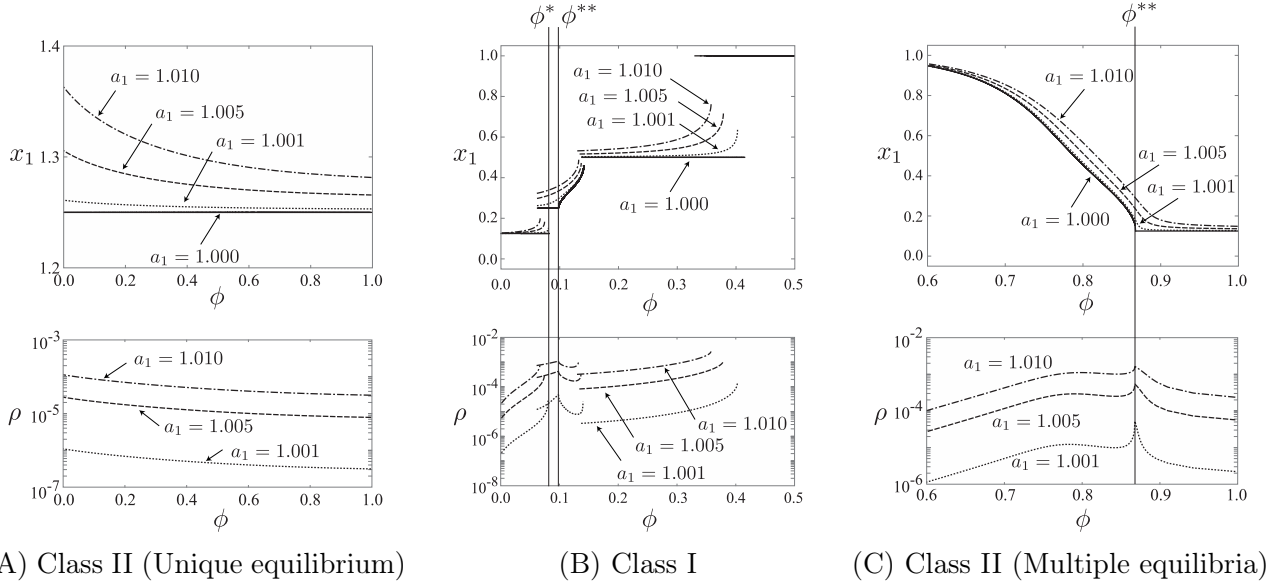 ϕ* ϕ**
ϕ**
1.4
1.3
1.2
x₁
a₁ = 1.010
a₁ = 1.005
a₁ = 1.001
a₁ = 1.000
0.0 0.2 0.4 0.6 0.8 1.0
ϕ
1.0
0.8
0.6
0.4
0.2
0.0
x₁
a₁ = 1.010
a₁ = 1.005
a₁ = 1.001
a₁ = 1.000
0.0 0.1 0.2 0.3 0.4 0.5
ϕ
1.0
0.8
0.6
0.4
0.2
0.0
x₁
a₁ = 1.010
a₁ = 1.005
a₁ = 1.001
a₁ = 1.000
0.6 0.7 0.8 0.9 1.0
ϕ
10⁻³
10⁻⁵
10⁻⁷
ρ
a₁ = 1.010
a₁ = 1.005
a₁ = 1.001
0.0 0.2 0.4 0.6 0.8 1.0
ϕ
10⁻²
10⁻⁴
10⁻⁶
10⁻⁸
ρ
a₁ = 1.010
a₁ = 1.005
a₁ = 1.001
0.0 0.1 0.2 0.3 0.4 0.5
ϕ
10⁻²
10⁻⁴
10⁻⁶
ρ
a₁ = 1.010
a₁ = 1.005
a₁ = 1.001
0.6 0.7 0.8 0.9 1.0
ϕ
A) Class II (Unique equilibrium)
(B) Class I
(C) Class II (Multiple equilibria)